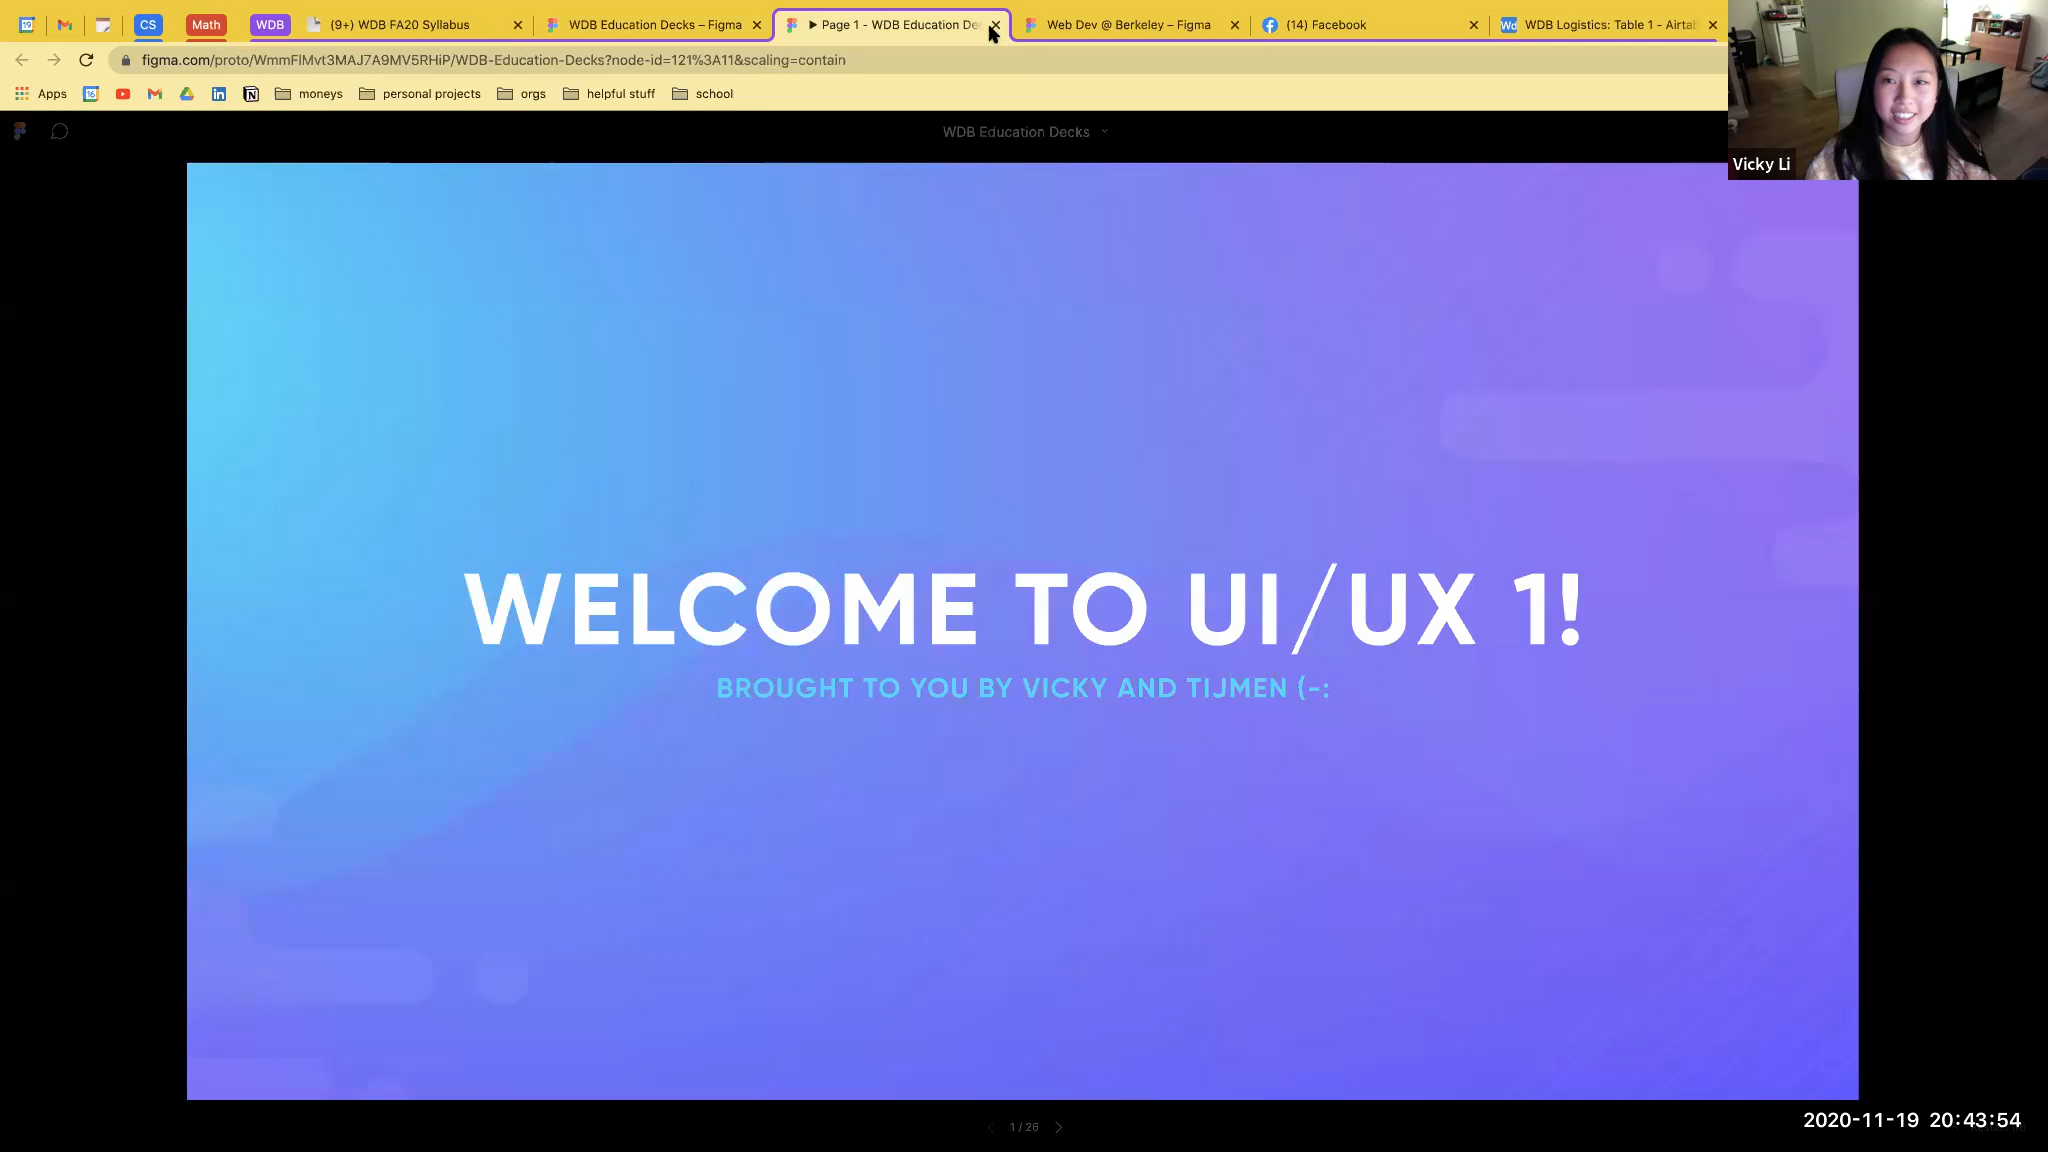 CS
Math
WDB
(9+) WDB FA20 Syllabus
WDB Education Decks – Figma
▶ Page 1 - WDB Education De
Web Dev @ Berkeley – Figma
(14) Facebook
WDB Logistics: Table 1 - Airtab
figma.com/proto/WmmFlMvt3MAJ7A9MV5RHiP/WDB-Education-Decks?node-id=121%3A11&scaling=contain
Apps
moneys
personal projects
orgs
helpful stuff
school
Vicky Li
WDB Education Decks
WELCOME TO UI/UX 1!
BROUGHT TO YOU BY VICKY AND TIJMEN (-:
1 / 26
2020-11-19 20:43:54